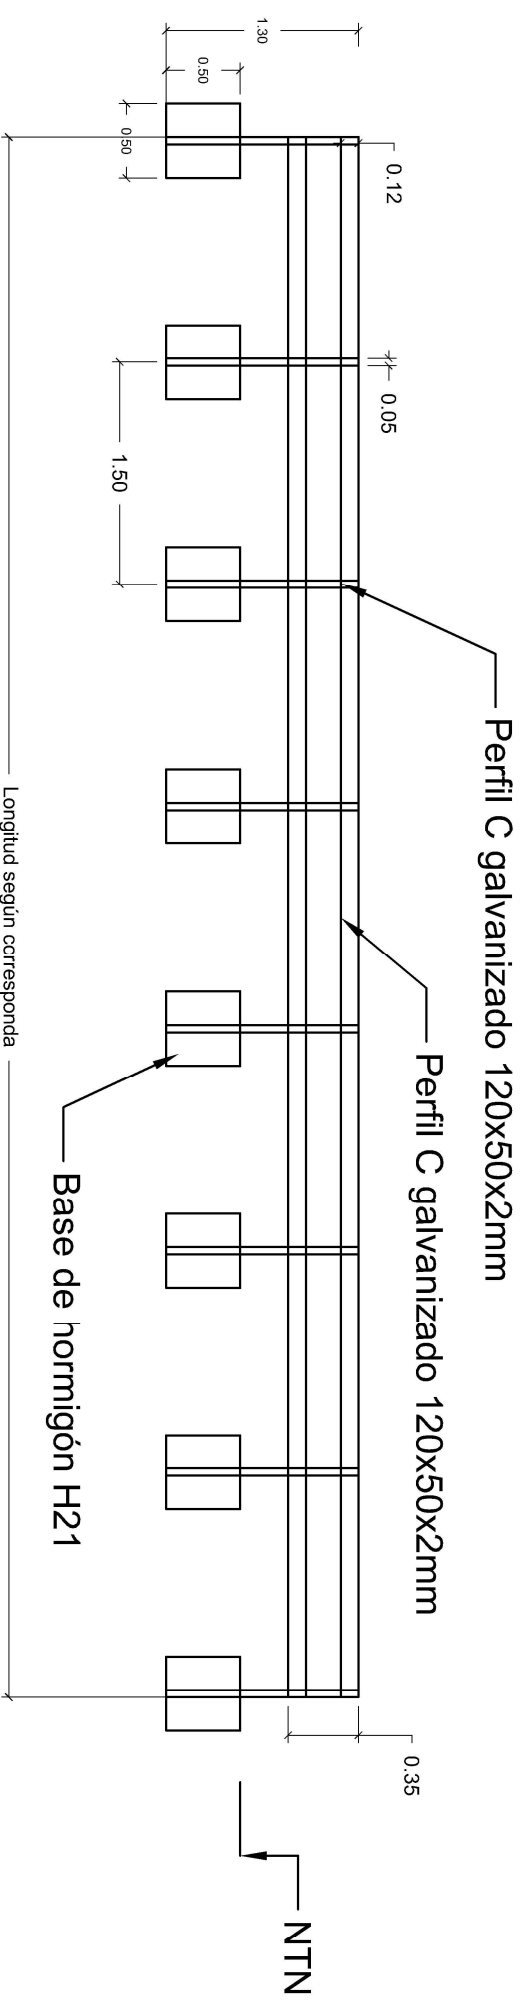 Perfil C galvanizado 120x50x2mm
Perfil C galvanizado 120x50x2mm
0.12
0.05
0.35
1.30
0.50
0.50
1.50
NTN
Base de hormigón H21
Longitud según corresponda